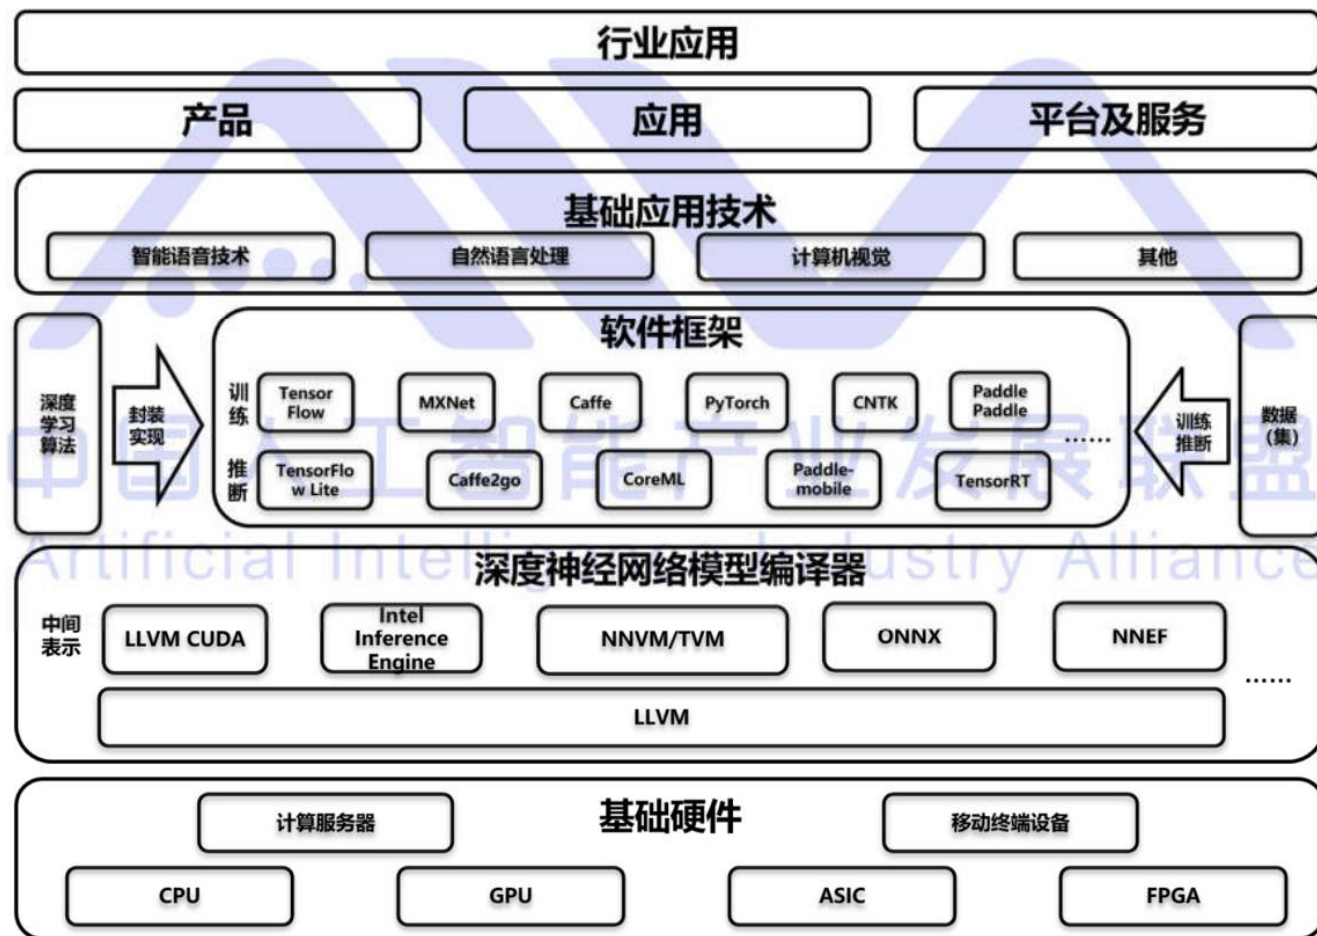 行业应用
产品
应用
平台及服务
基础应用技术
智能语音技术
自然语言处理
计算机视觉
其他
深度
学习
算法
封装
实现
软件框架
训
练
Tensor
Flow
MXNet
Caffe
PyTorch
CNTK
Paddle
Paddle
推
断
TensorFlo
w Lite
Caffe2go
CoreML
Paddle-
mobile
TensorRT
......
训练
推断
数据
（集）
中国人工智能产业发展联盟
Artificial Intelligence Industry Alliance
深度神经网络模型编译器
中间
表示
LLVM CUDA
Intel
Inference
Engine
NNVM/TVM
ONNX
NNEF
......
LLVM
基础硬件
计算服务器
移动终端设备
CPU
GPU
ASIC
FPGA